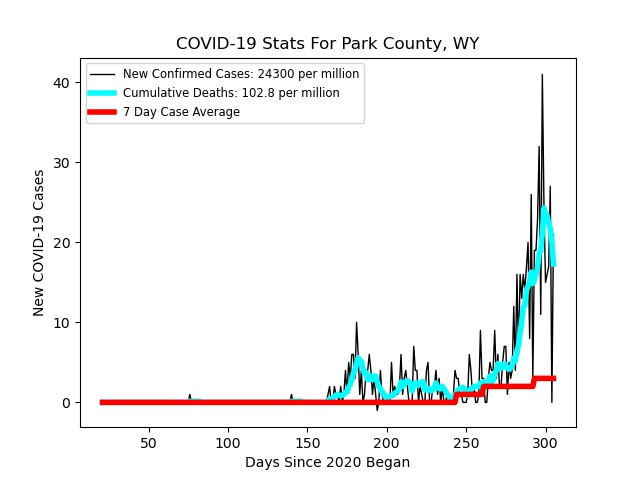 COVID-19 Stats For Park County, WY
New Confirmed Cases: 24300 per million
Cumulative Deaths: 102.8 per million
7 Day Case Average
40
30
20
10
0
New COVID-19 Cases
50 100 150 200 250 300
Days Since 2020 Began